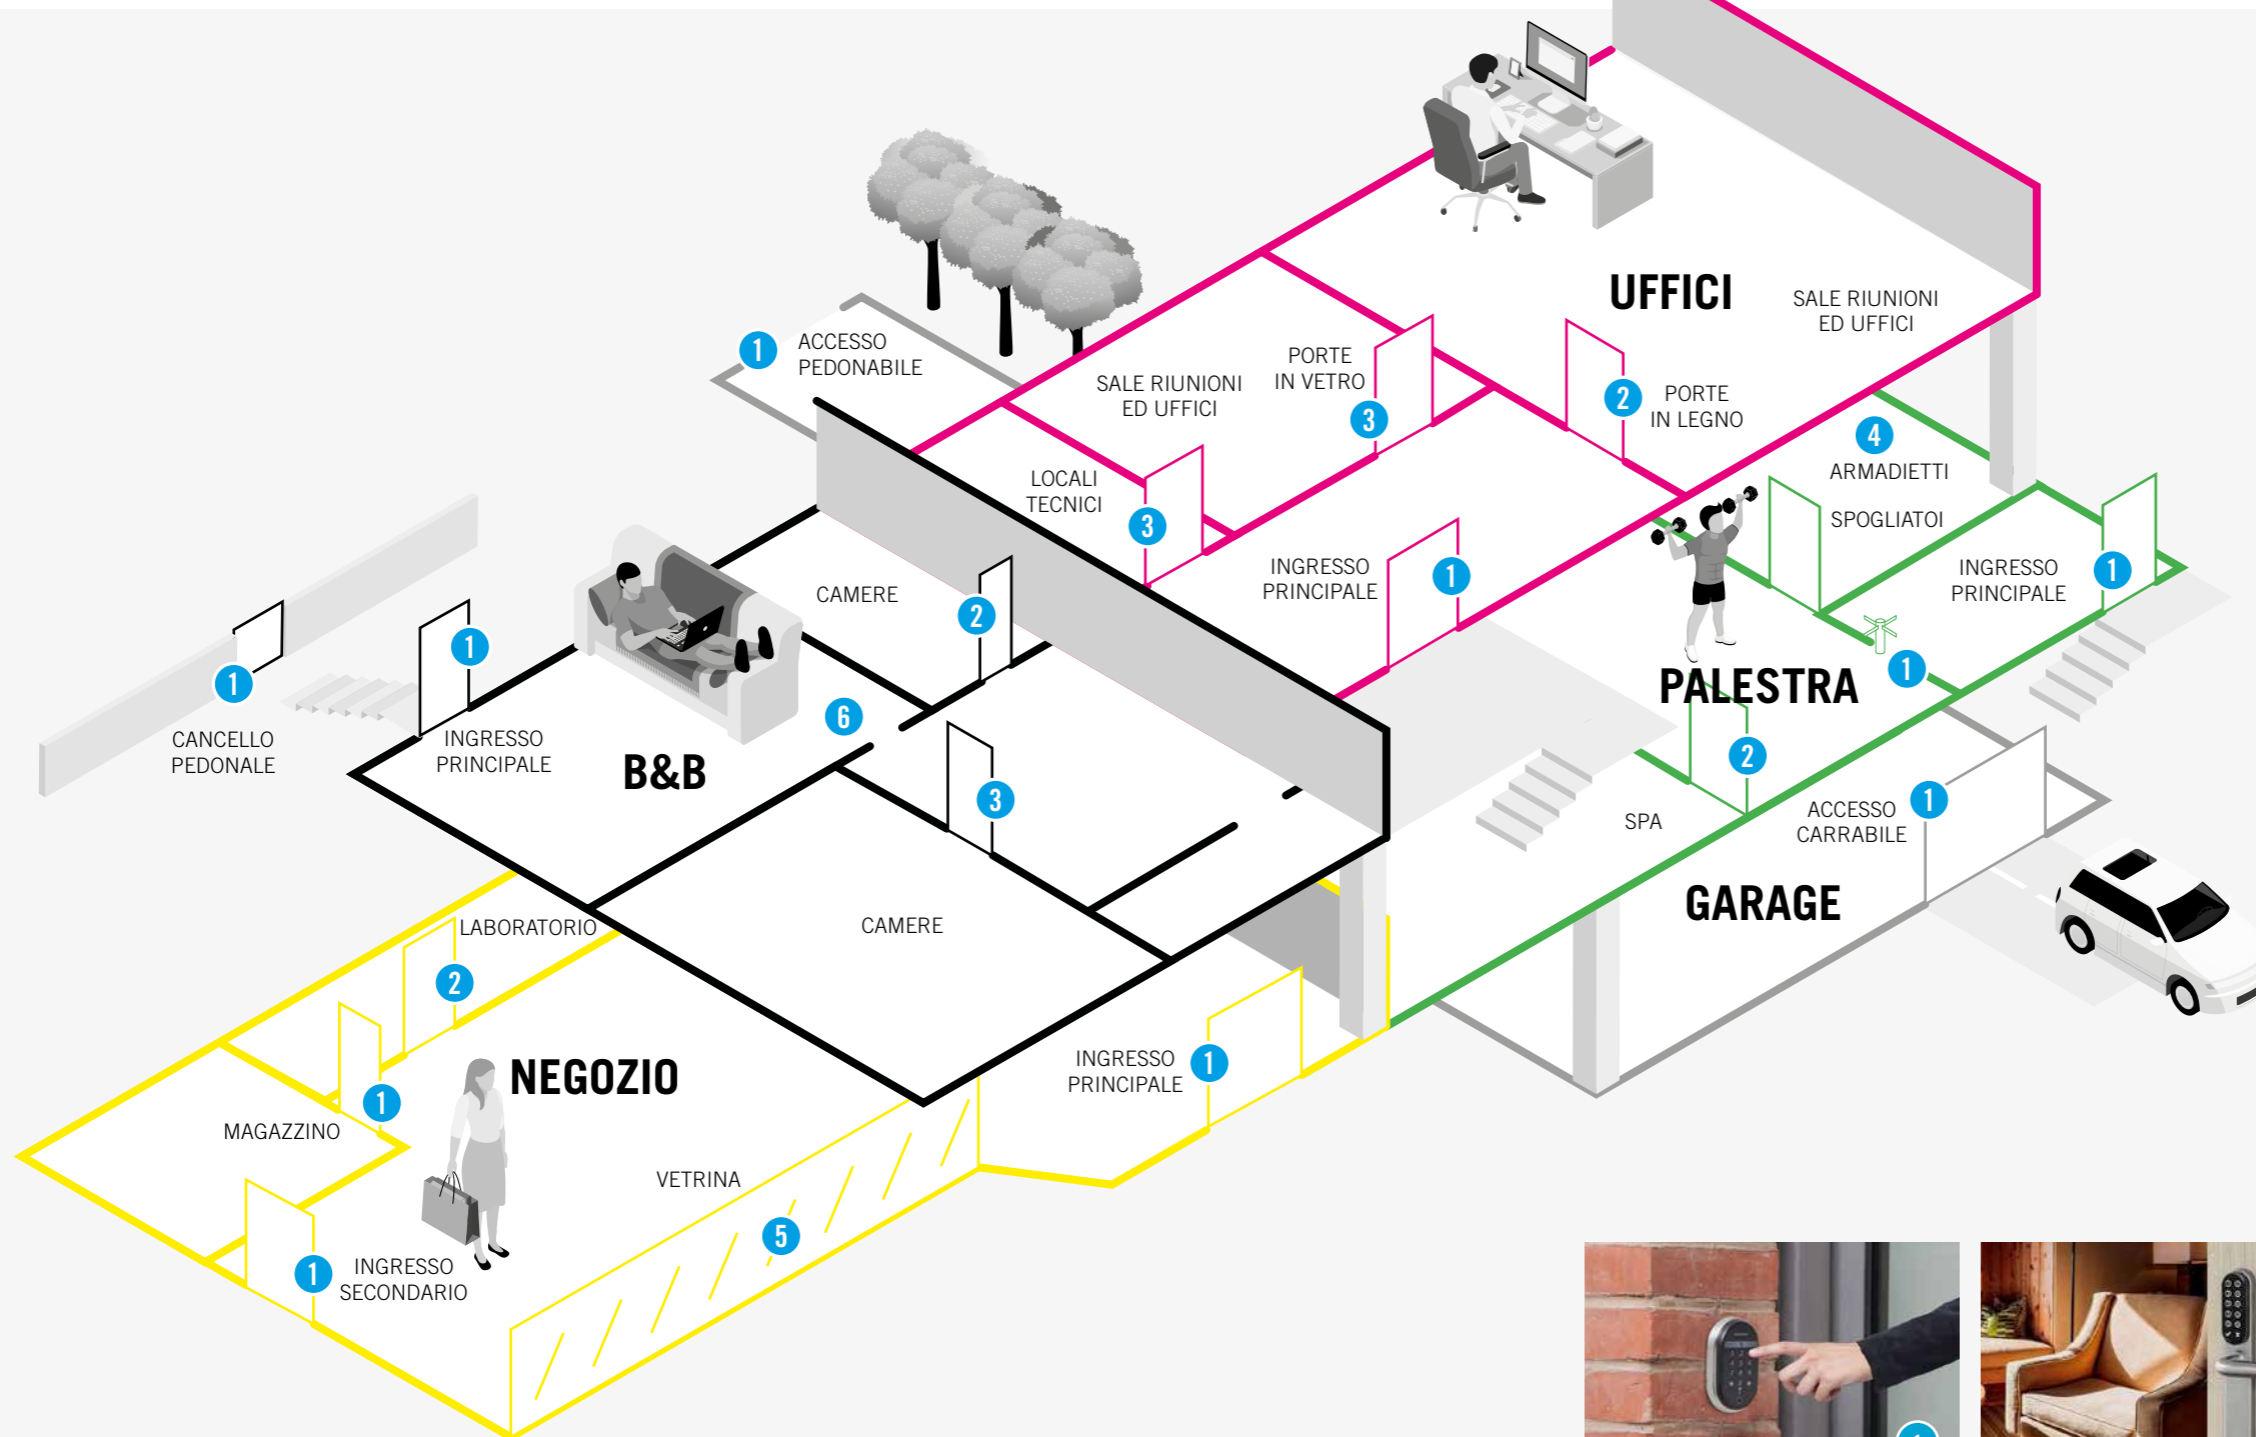 UFFICI
SALE RIUNIONI
ED UFFICI
1
ACCESSO
PEDONABILE
SALE RIUNIONI
ED UFFICI
PORTE
IN VETRO
3
2
PORTE
IN LEGNO
4
ARMADIETTI
SPOGLIATOI
LOCALI
TECNICI
3
INGRESSO
PRINCIPALE
1
INGRESSO
PRINCIPALE
1
1
PALESTRA
2
SPA
CAMERE
2
1
CANCELLO
PEDONALE
1
INGRESSO
PRINCIPALE
B&B
6
3
CAMERE
ACCESSO
CARRABILE
1
GARAGE
LABORATORIO
2
NEGOZIO
1
MAGAZZINO
INGRESSO
PRINCIPALE
1
VETRINA
5
1
INGRESSO
SECONDARIO
1